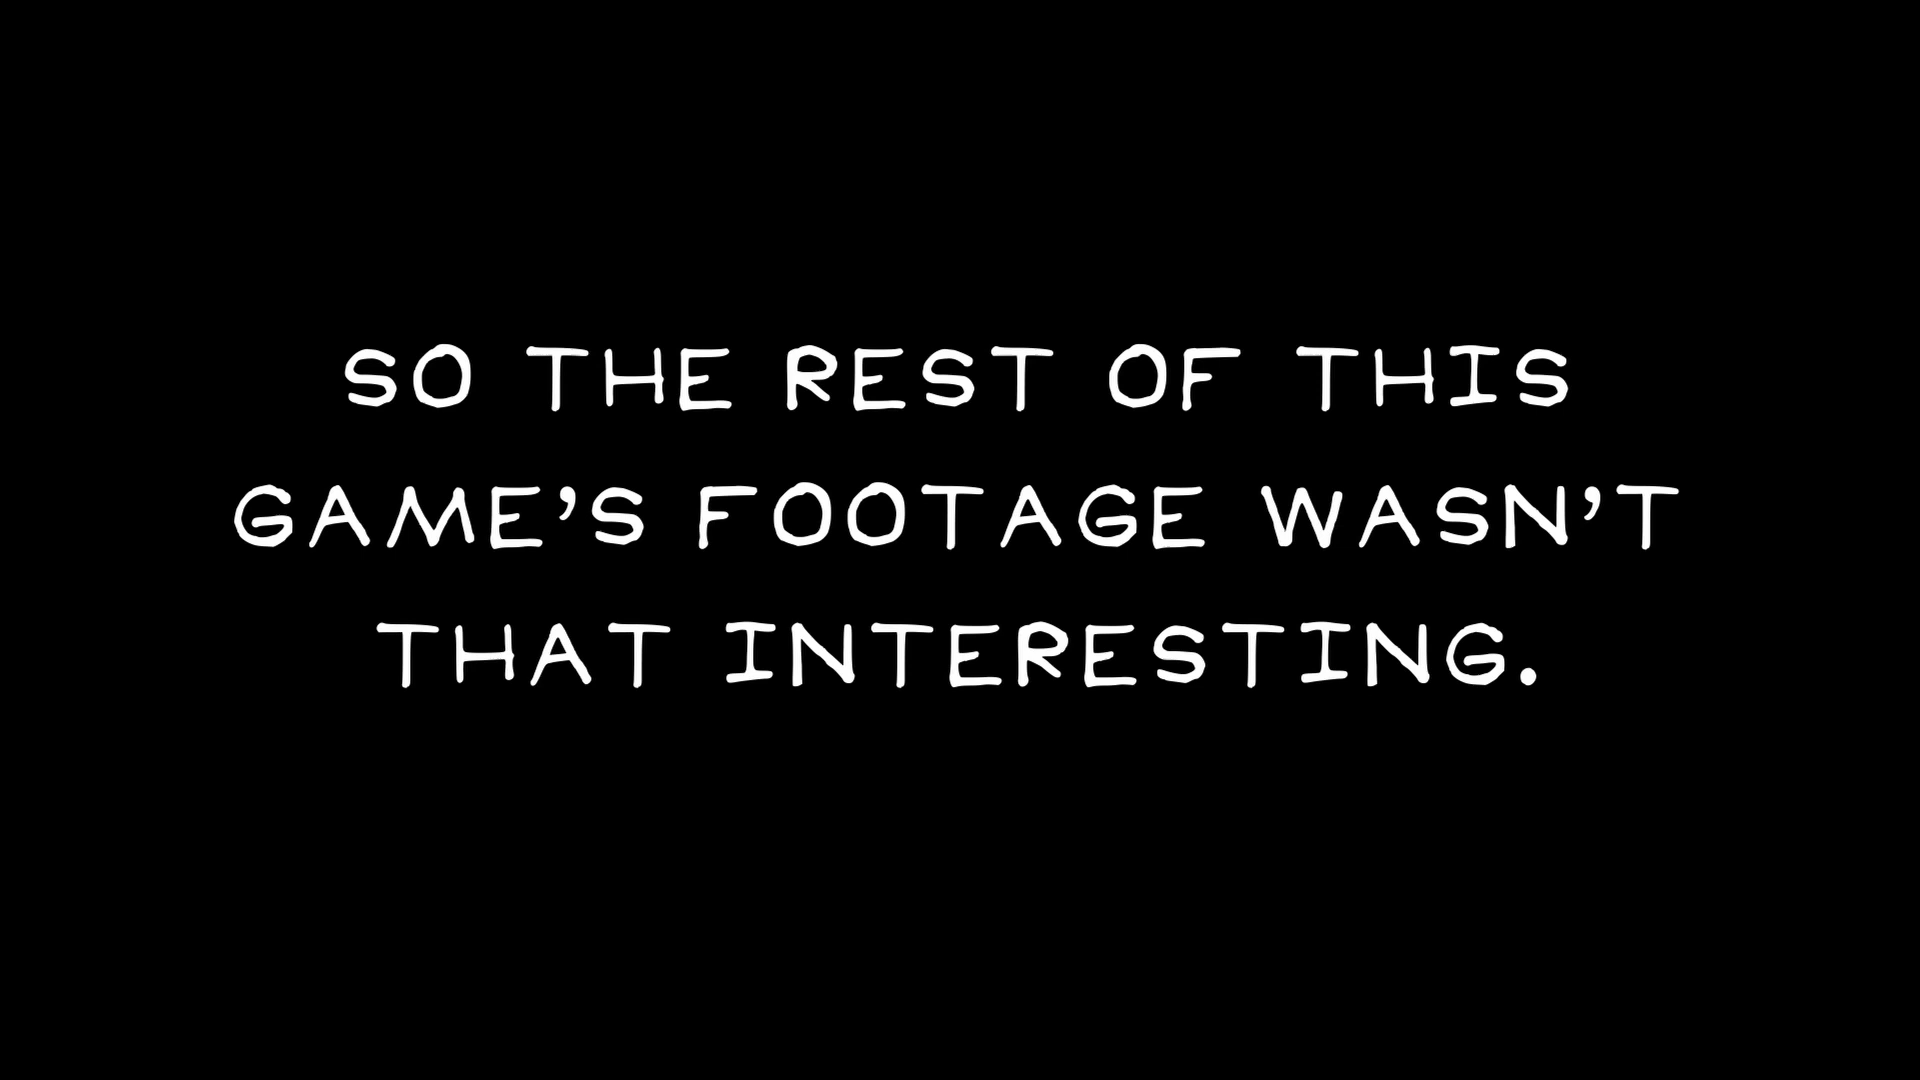 SO THE REST OF THIS
GAME’S FOOTAGE WASN’T
THAT INTERESTING.